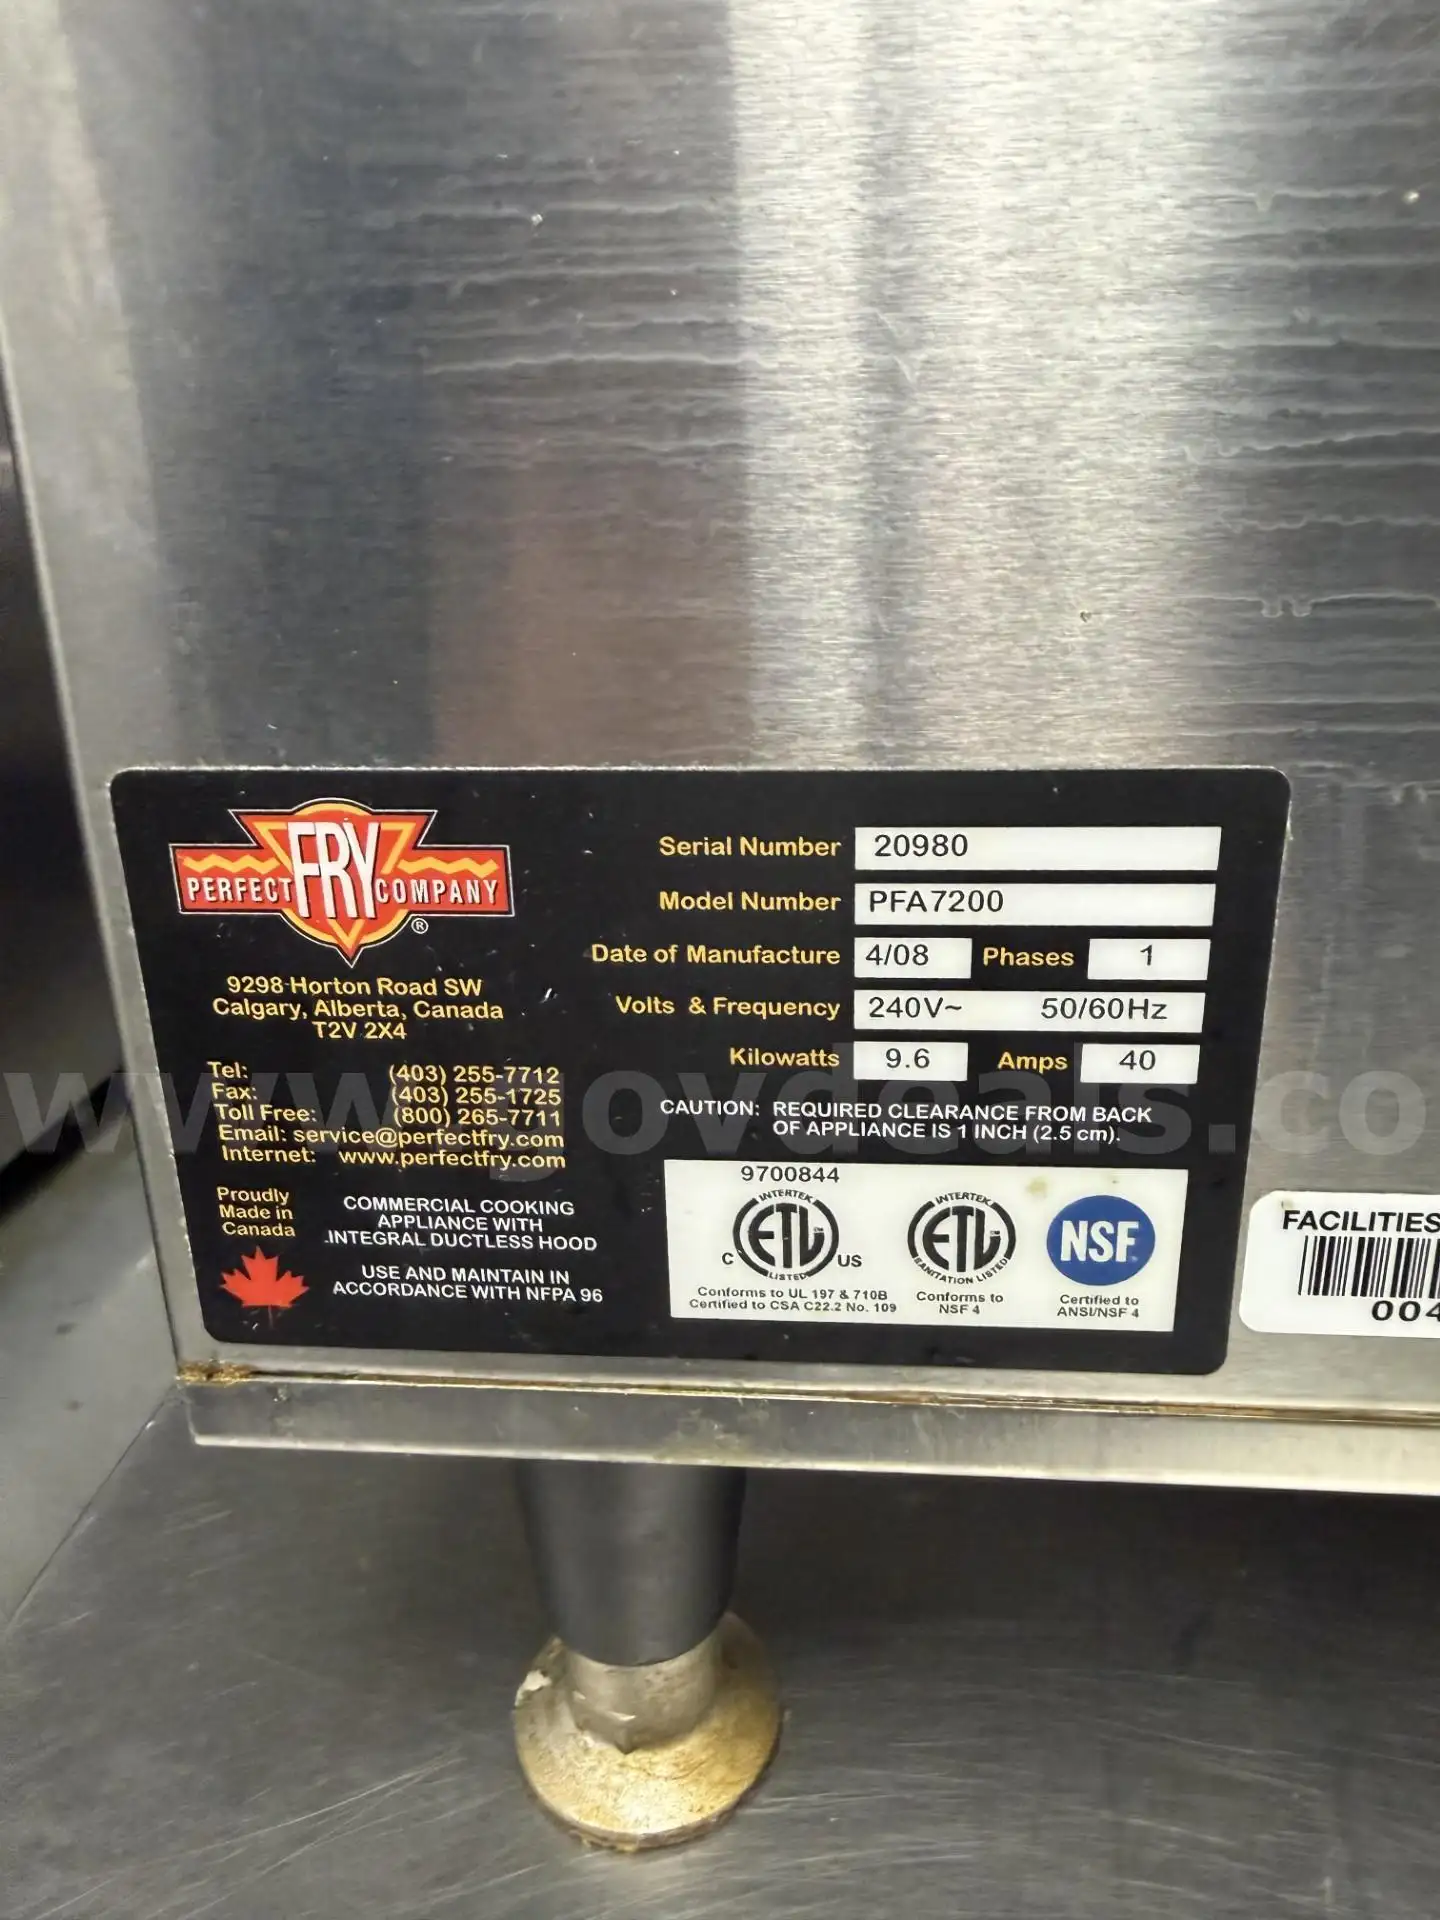 PERFECT FRY COMPANY ®
9298 Horton Road SW
Calgary, Alberta, Canada
T2V 2X4
Tel: (403) 255-7712
Fax: (403) 255-1725
Toll Free: (800) 265-7711
Email: service@perfectfry.com
Internet: www.perfectfry.com
Proudly
Made in
Canada
COMMERCIAL COOKING
APPLIANCE WITH
INTEGRAL DUCTLESS HOOD
USE AND MAINTAIN IN
ACCORDANCE WITH NFPA 96
Serial Number 20980
Model Number PFA7200
Date of Manufacture 4/08 Phases 1
Volts & Frequency 240V~ 50/60Hz
Kilowatts 9.6 Amps 40
CAUTION: REQUIRED CLEARANCE FROM BACK
OF APPLIANCE IS 1 INCH (2.5 cm).
9700844
INTERTEK
ETL
C US
LISTED
Conforms to UL 197 & 710B
Certified to CSA C22.2 No. 109
INTERTEK
ETL
SANITATION LISTED
Conforms to
NSF 4
NSF
Certified to
ANSI/NSF 4
FACILITIES
004
www.govdeals.co